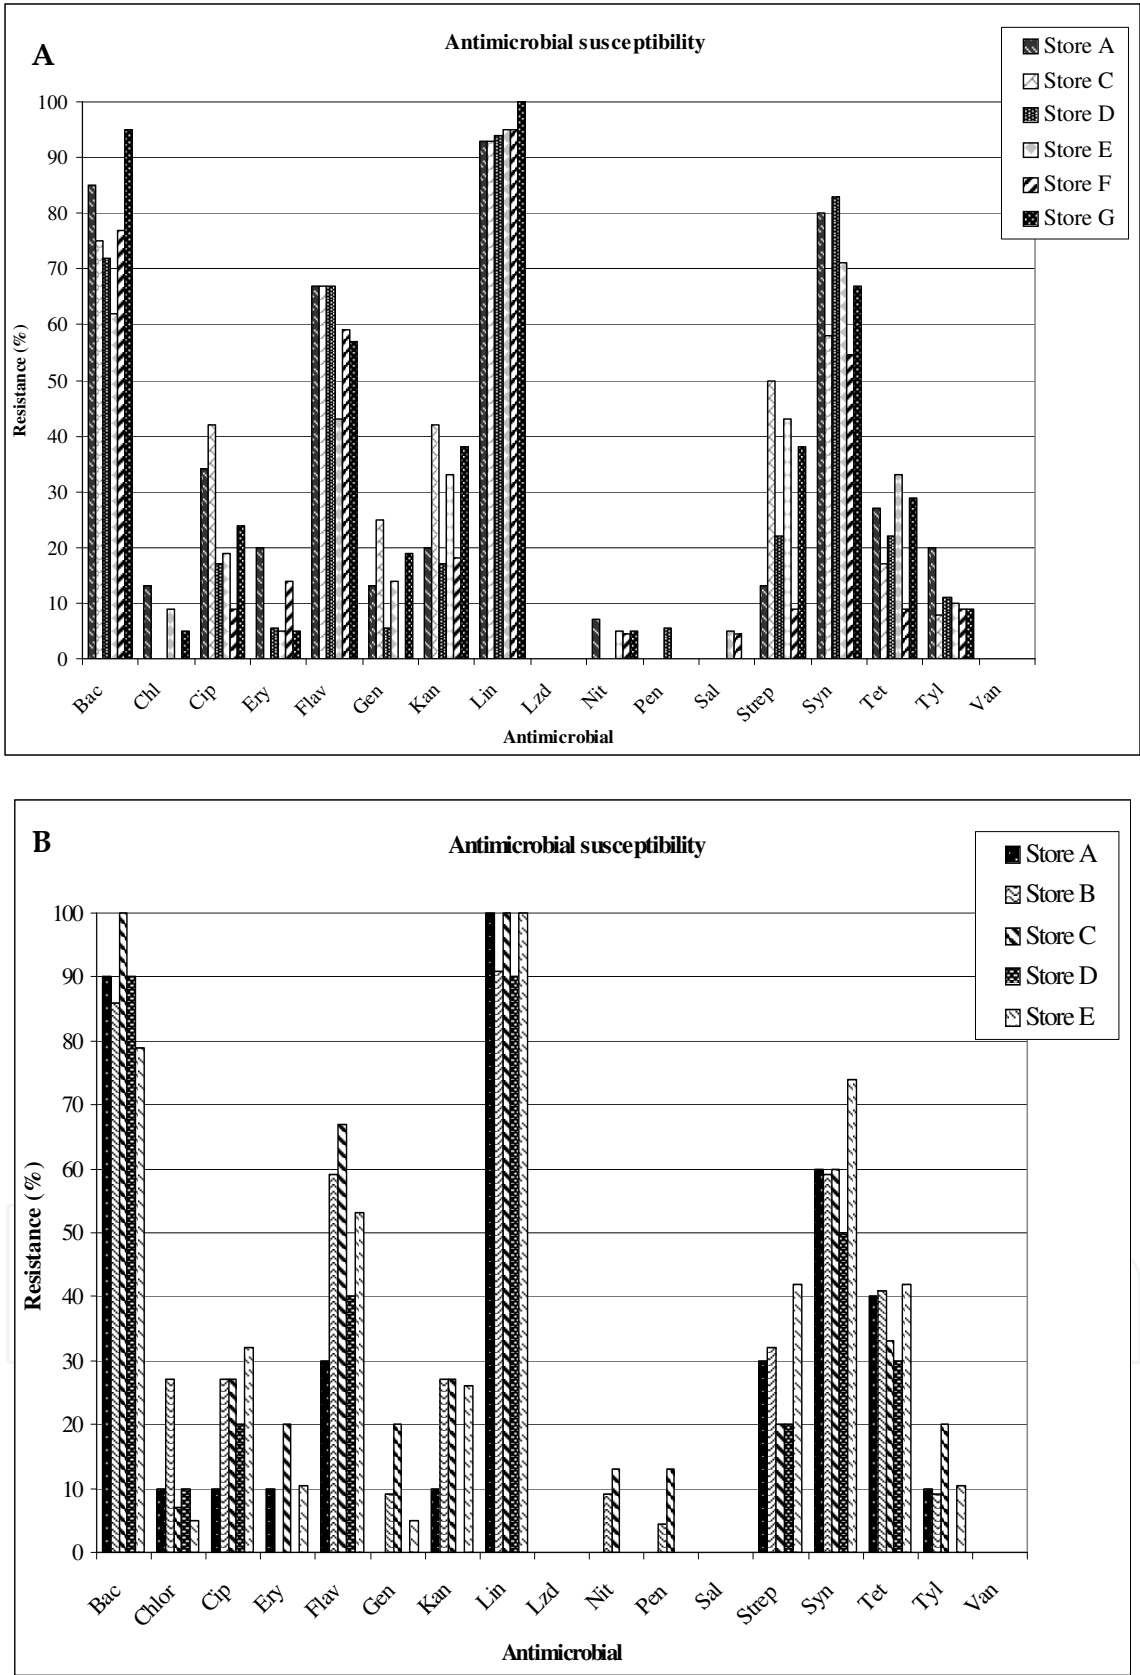 A
Antimicrobial susceptibility
Store A
Store C
Store D
Store E
Store F
Store G
100
90
80
70
60
50
40
30
20
10
0
Resistance (%)
Bac Chl Cip Ery Flav Gen Kan Lin Lzd Nit Pen Sal Strep Syn Tet Tyl Van
Antimicrobial
B
Antimicrobial susceptibility
Store A
Store B
Store C
Store D
Store E
100
90
80
70
60
50
40
30
20
10
0
Resistance (%)
Bac Chlor Cip Ery Flav Gen Kan Lin Lzd Nit Pen Sal Strep Syn Tet Tyl Van
Antimicrobial